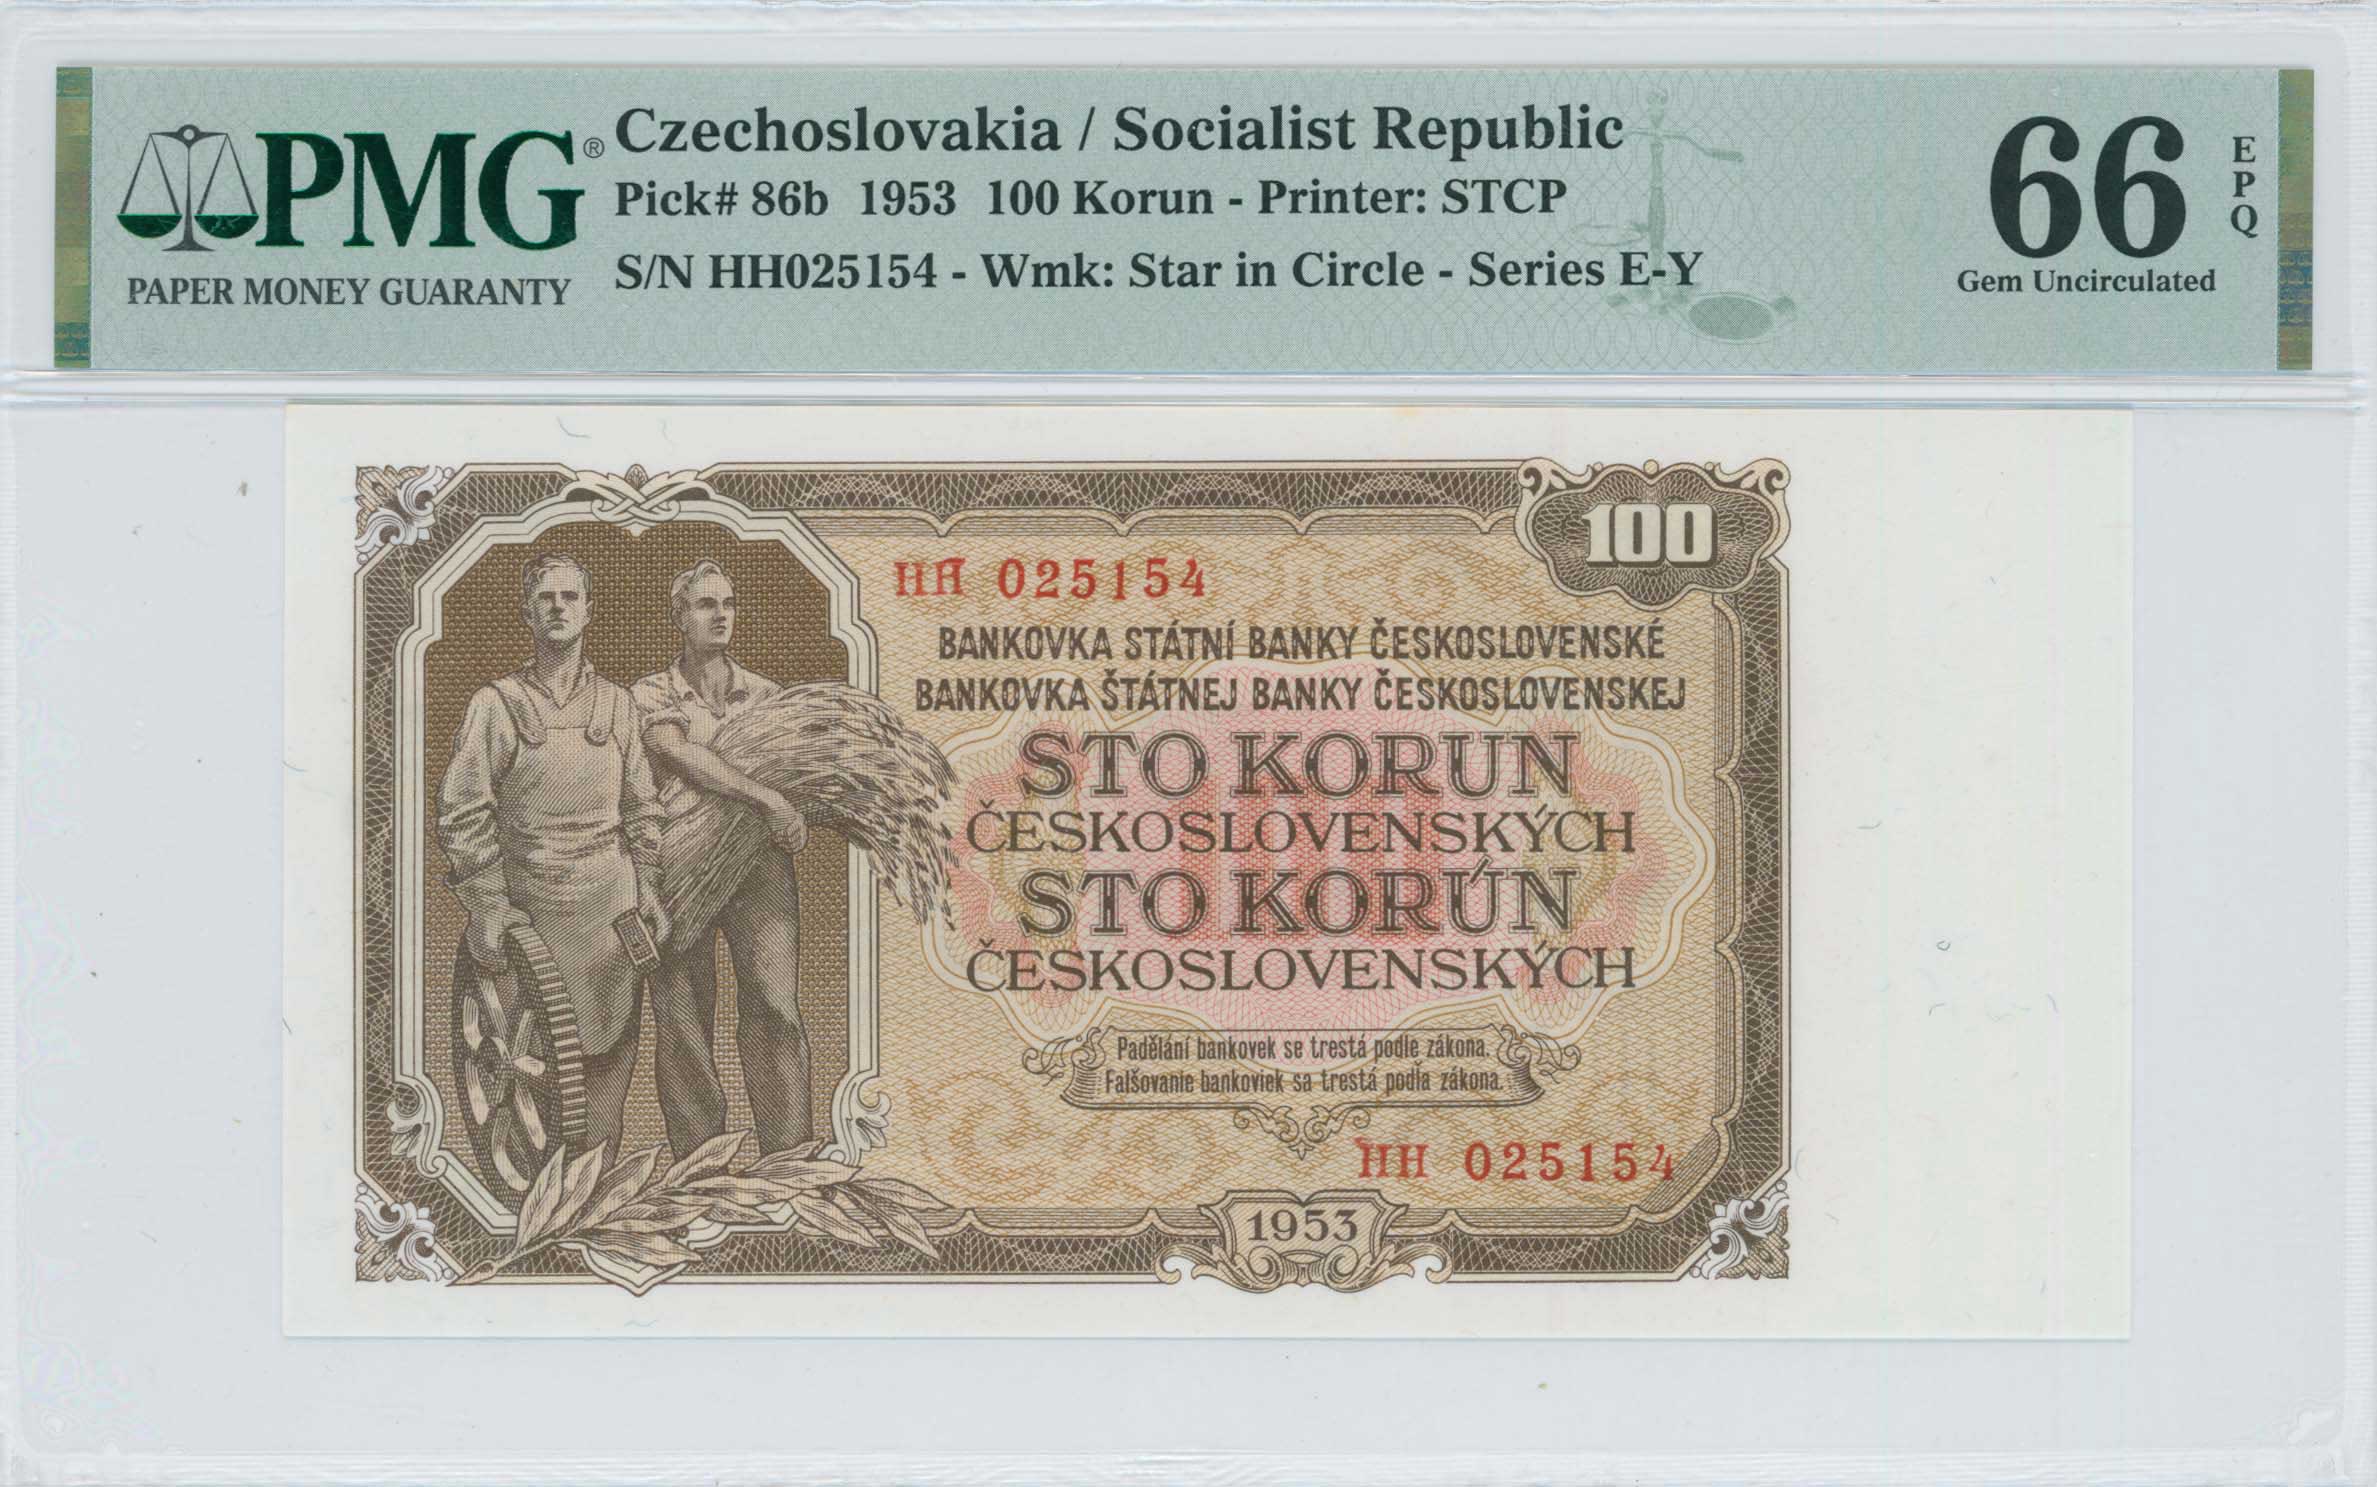 PMG®
PAPER MONEY GUARANTY
Czechoslovakia / Socialist Republic
Pick# 86b 1953 100 Korun - Printer: STCP
S/N HH025154 - Wmk: Star in Circle - Series E-Y
66
EPQ
Gem Uncirculated
100
HH 025154
BANKOVKA STÁTNÍ BANKY ČESKOSLOVENSKÉ
BANKOVKA ŠTÁTNEJ BANKY ČESKOSLOVENSKEJ
STO KORUN
ČESKOSLOVENSKÝCH
STO KORÚN
ČESKOSLOVENSKÝCH
Padělání bankovek se trestá podle zákona.
Falšovanie bankoviek sa trestá podľa zákona.
HH 025154
1953